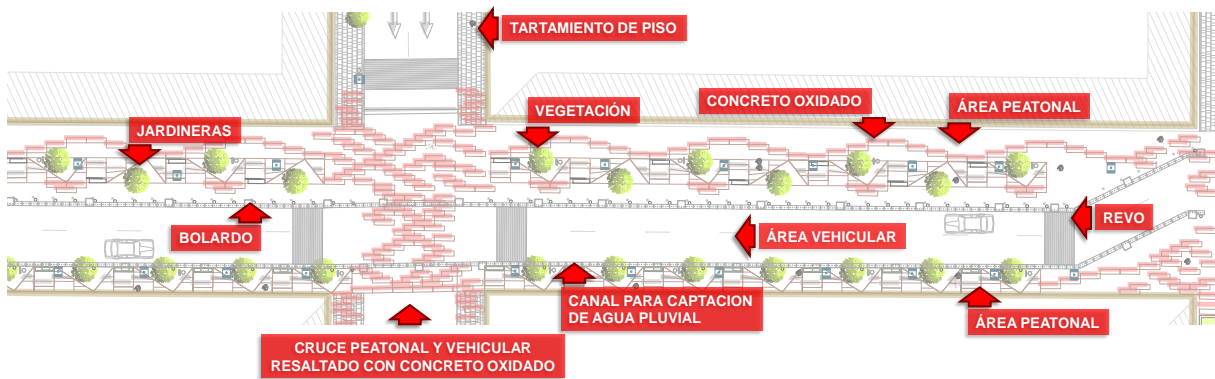 TARTAMIENTO DE PISO
VEGETACIÓN
CONCRETO OXIDADO
ÁREA PEATONAL
JARDINERAS
BOLARDO
ÁREA VEHICULAR
REVO
CANAL PARA CAPTACION
DE AGUA PLUVIAL
ÁREA PEATONAL
CRUCE PEATONAL Y VEHICULAR
RESALTADO CON CONCRETO OXIDADO